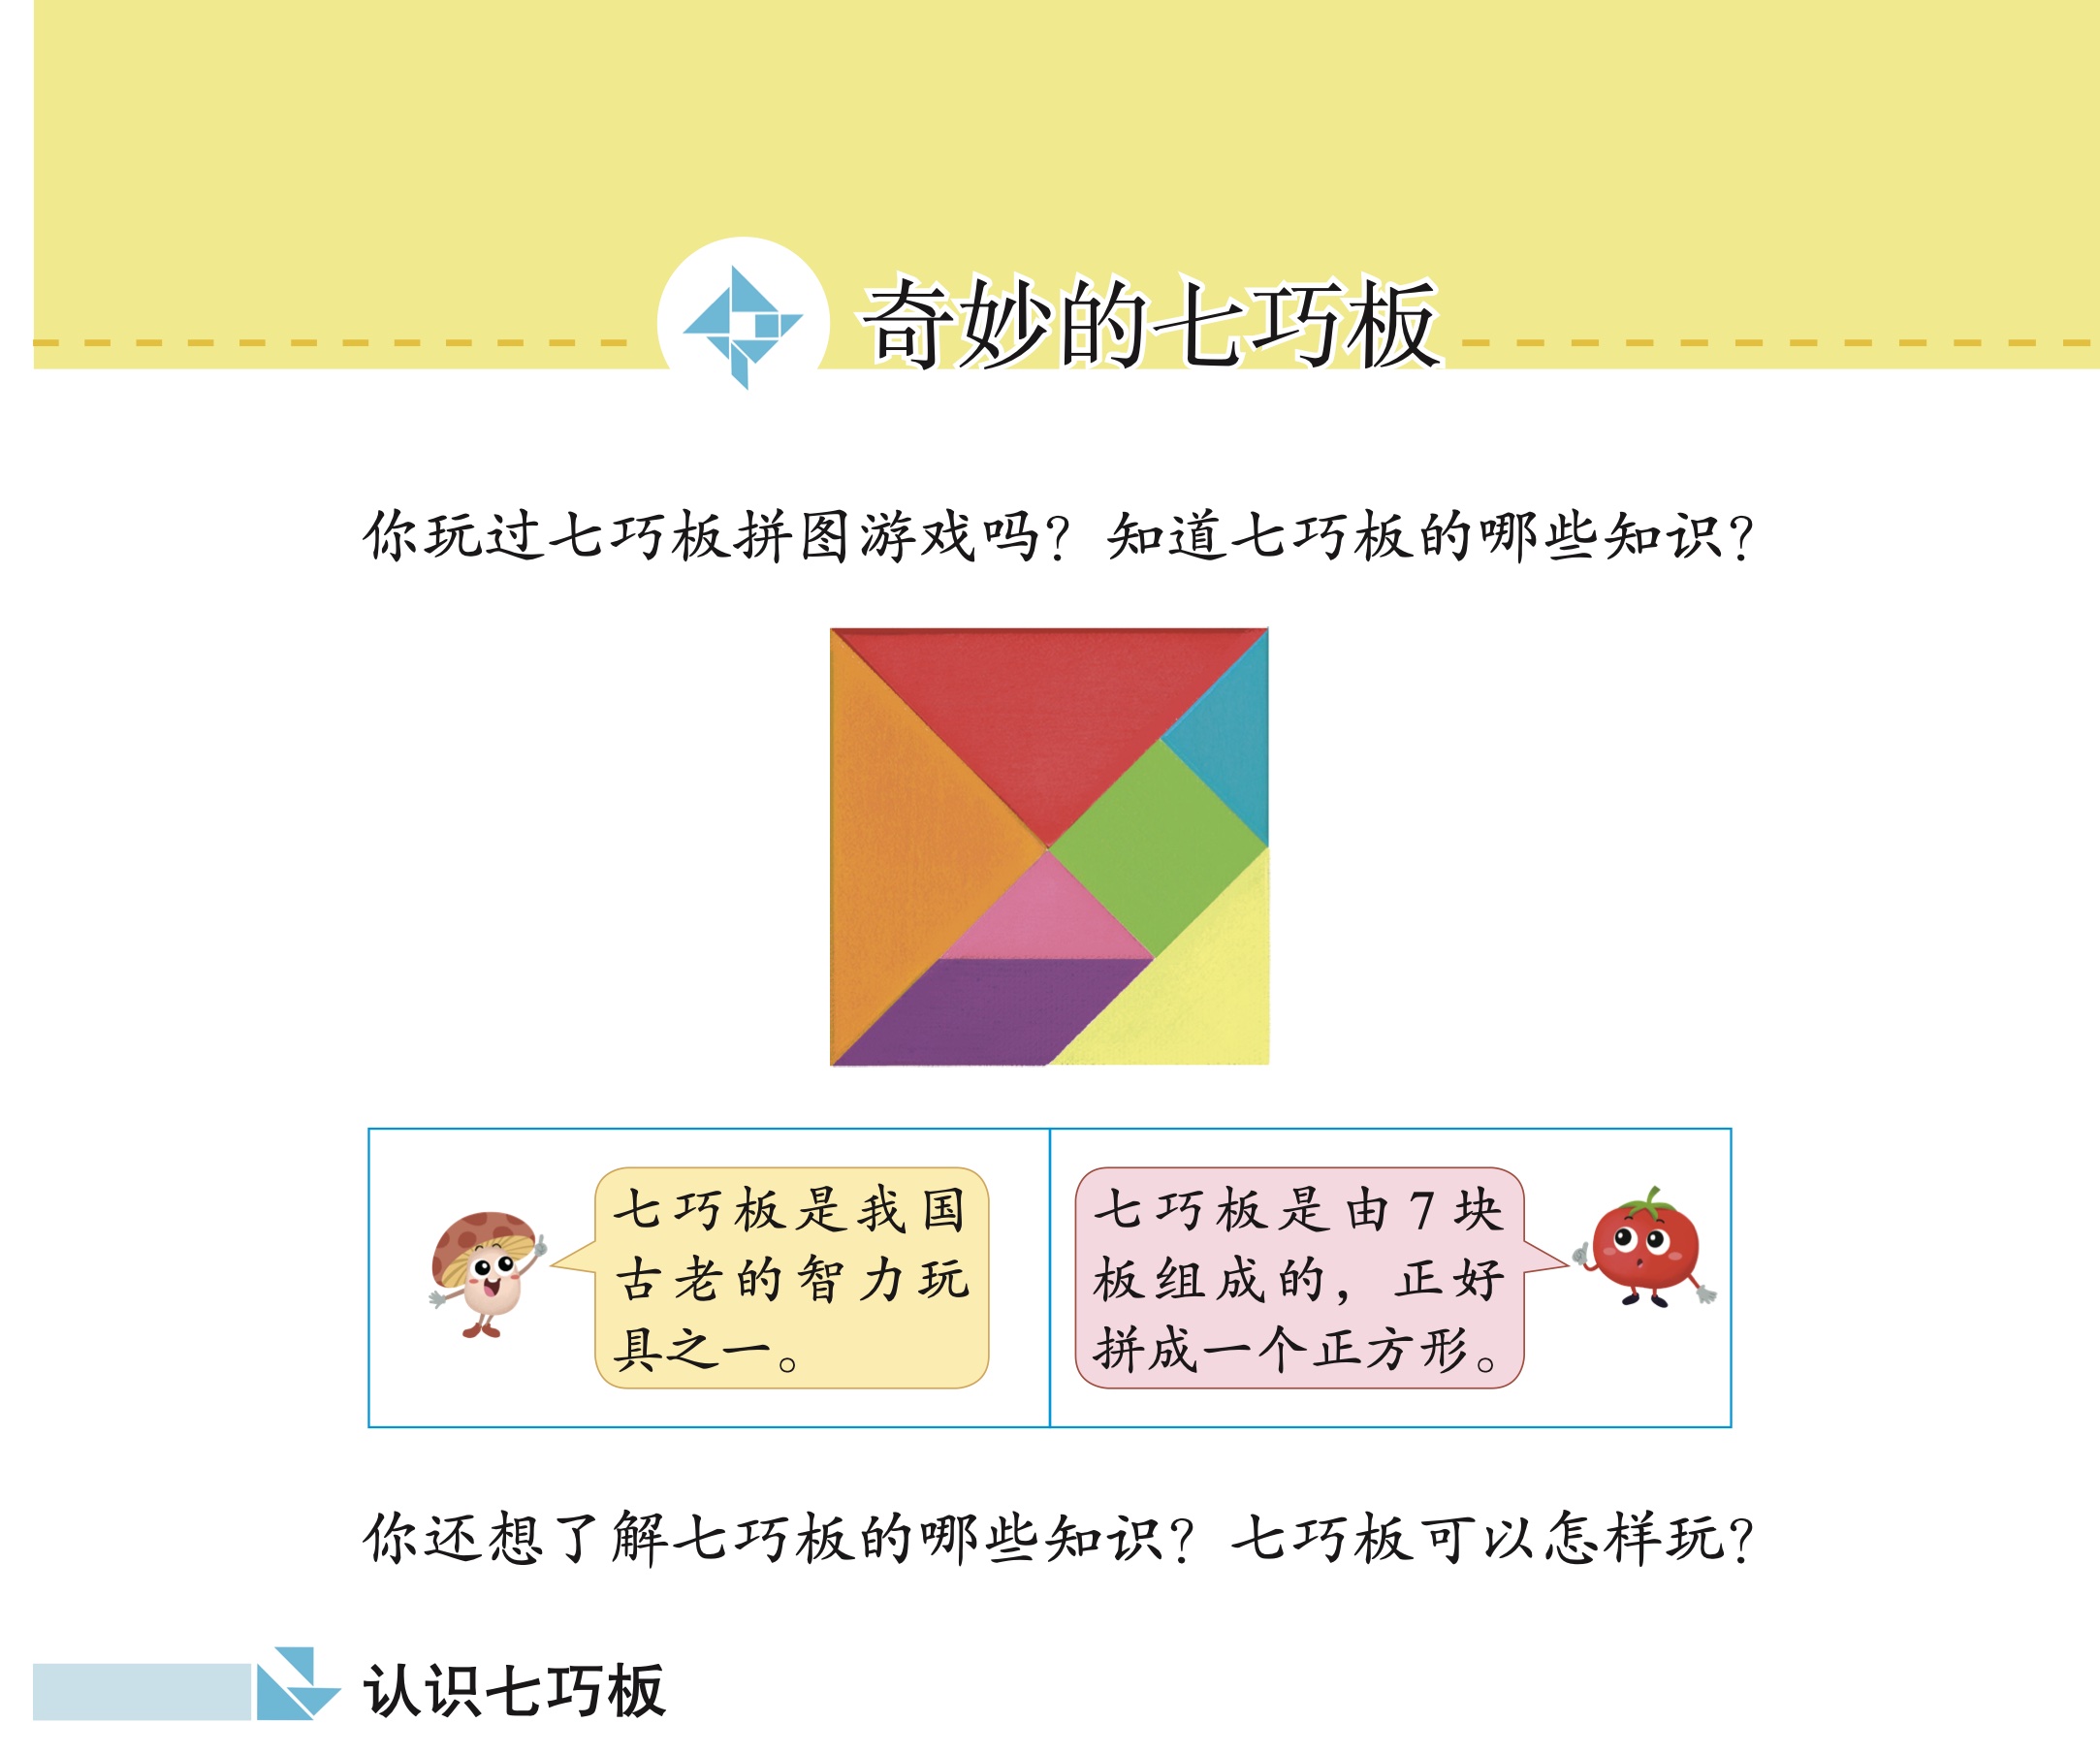 奇妙的七巧板
你玩过七巧板拼图游戏吗？知道七巧板的哪些知识？
七巧板是我国
古老的智力玩
具之一。
七巧板是由7块
板组成的，正好
拼成一个正方形。
你还想了解七巧板的哪些知识？七巧板可以怎样玩？
认识七巧板